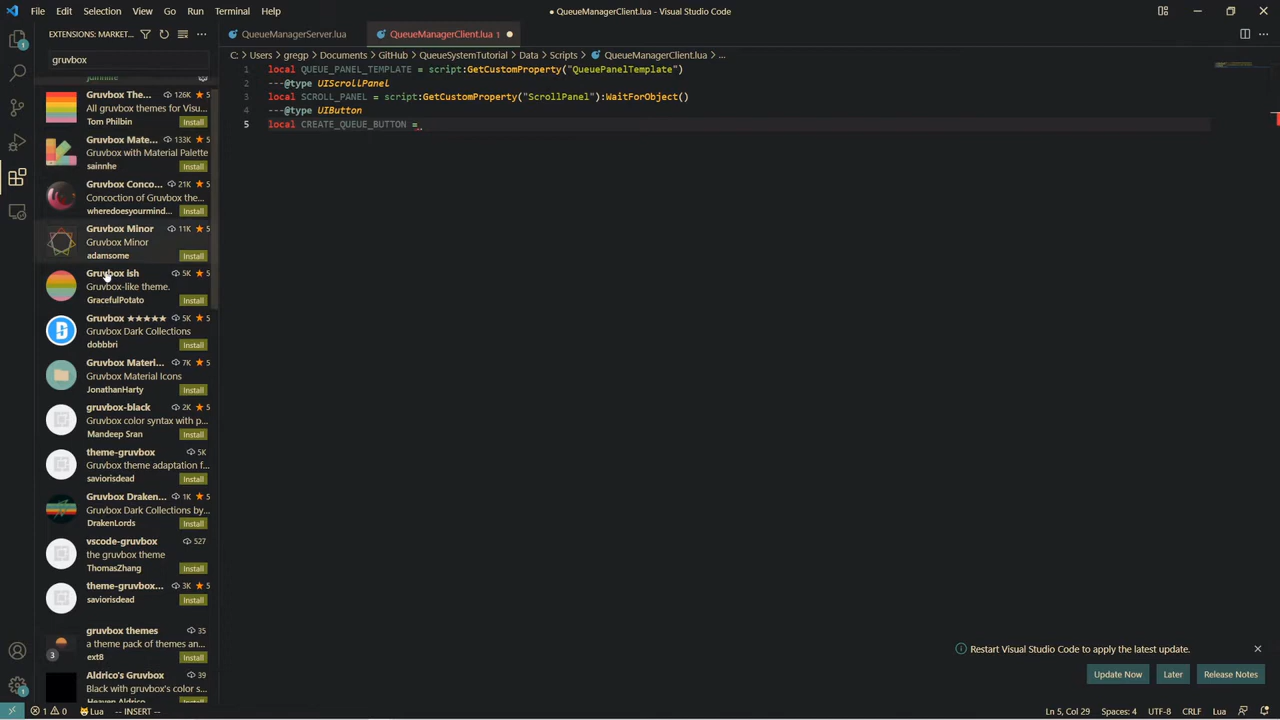 File Edit Selection View Go Run Terminal Help
● QueueManagerClient.lua - Visual Studio Code
EXTENSIONS: MARKET...
gruvbox
QueueManagerServer.lua
QueueManagerClient.lua 1
C: > Users > gregp > Documents > GitHub > QueueSystemTutorial > Data > Scripts > QueueManagerClient.lua > ...
1 local QUEUE_PANEL_TEMPLATE = script:GetCustomProperty("QueuePanelTemplate")
2 ---@type UIScrollPanel
3 local SCROLL_PANEL = script:GetCustomProperty("ScrollPanel"):WaitForObject()
4 ---@type UIButton
5 local CREATE_QUEUE_BUTTON =
Gruvbox The... 126K ★ 5
All gruvbox themes for Visu...
Tom Philbin Install
Gruvbox Mate... 133K ★ 5
Gruvbox with Material Palette
sainnhe Install
Gruvbox Conco... 21K ★ 5
Concoction of Gruvbox the...
wheredoesyourmind... Install
Gruvbox Minor 11K ★ 5
Gruvbox Minor
adamsome Install
Gruvbox ish 5K ★ 5
Gruvbox-like theme.
GracefulPotato Install
Gruvbox ★★★★★ 5K ★ 5
Gruvbox Dark Collections
dobbbri Install
Gruvbox Materi... 7K ★ 5
Gruvbox Material Icons
JonathanHarty Install
gruvbox-black 2K ★ 5
Gruvbox color syntax with p...
Mandeep Sran Install
theme-gruvbox 5K
Gruvbox theme adaptation f...
saviorisdead Install
Gruvbox Draken... 1K ★ 5
Gruvbox Dark Collections by...
DrakenLords Install
vscode-gruvbox 527
the gruvbox theme
ThomasZhang Install
theme-gruvbox... 3K ★ 5
saviorisdead Install
gruvbox themes 35
a theme pack of themes an...
3 ext8 Install
Aldrico's Gruvbox 39
Black with gruvbox's color s...
Heaven Aldrico Install
Restart Visual Studio Code to apply the latest update.
Update Now Later Release Notes
1 0 Lua -- INSERT -- Ln 5, Col 29 Spaces: 4 UTF-8 CRLF Lua